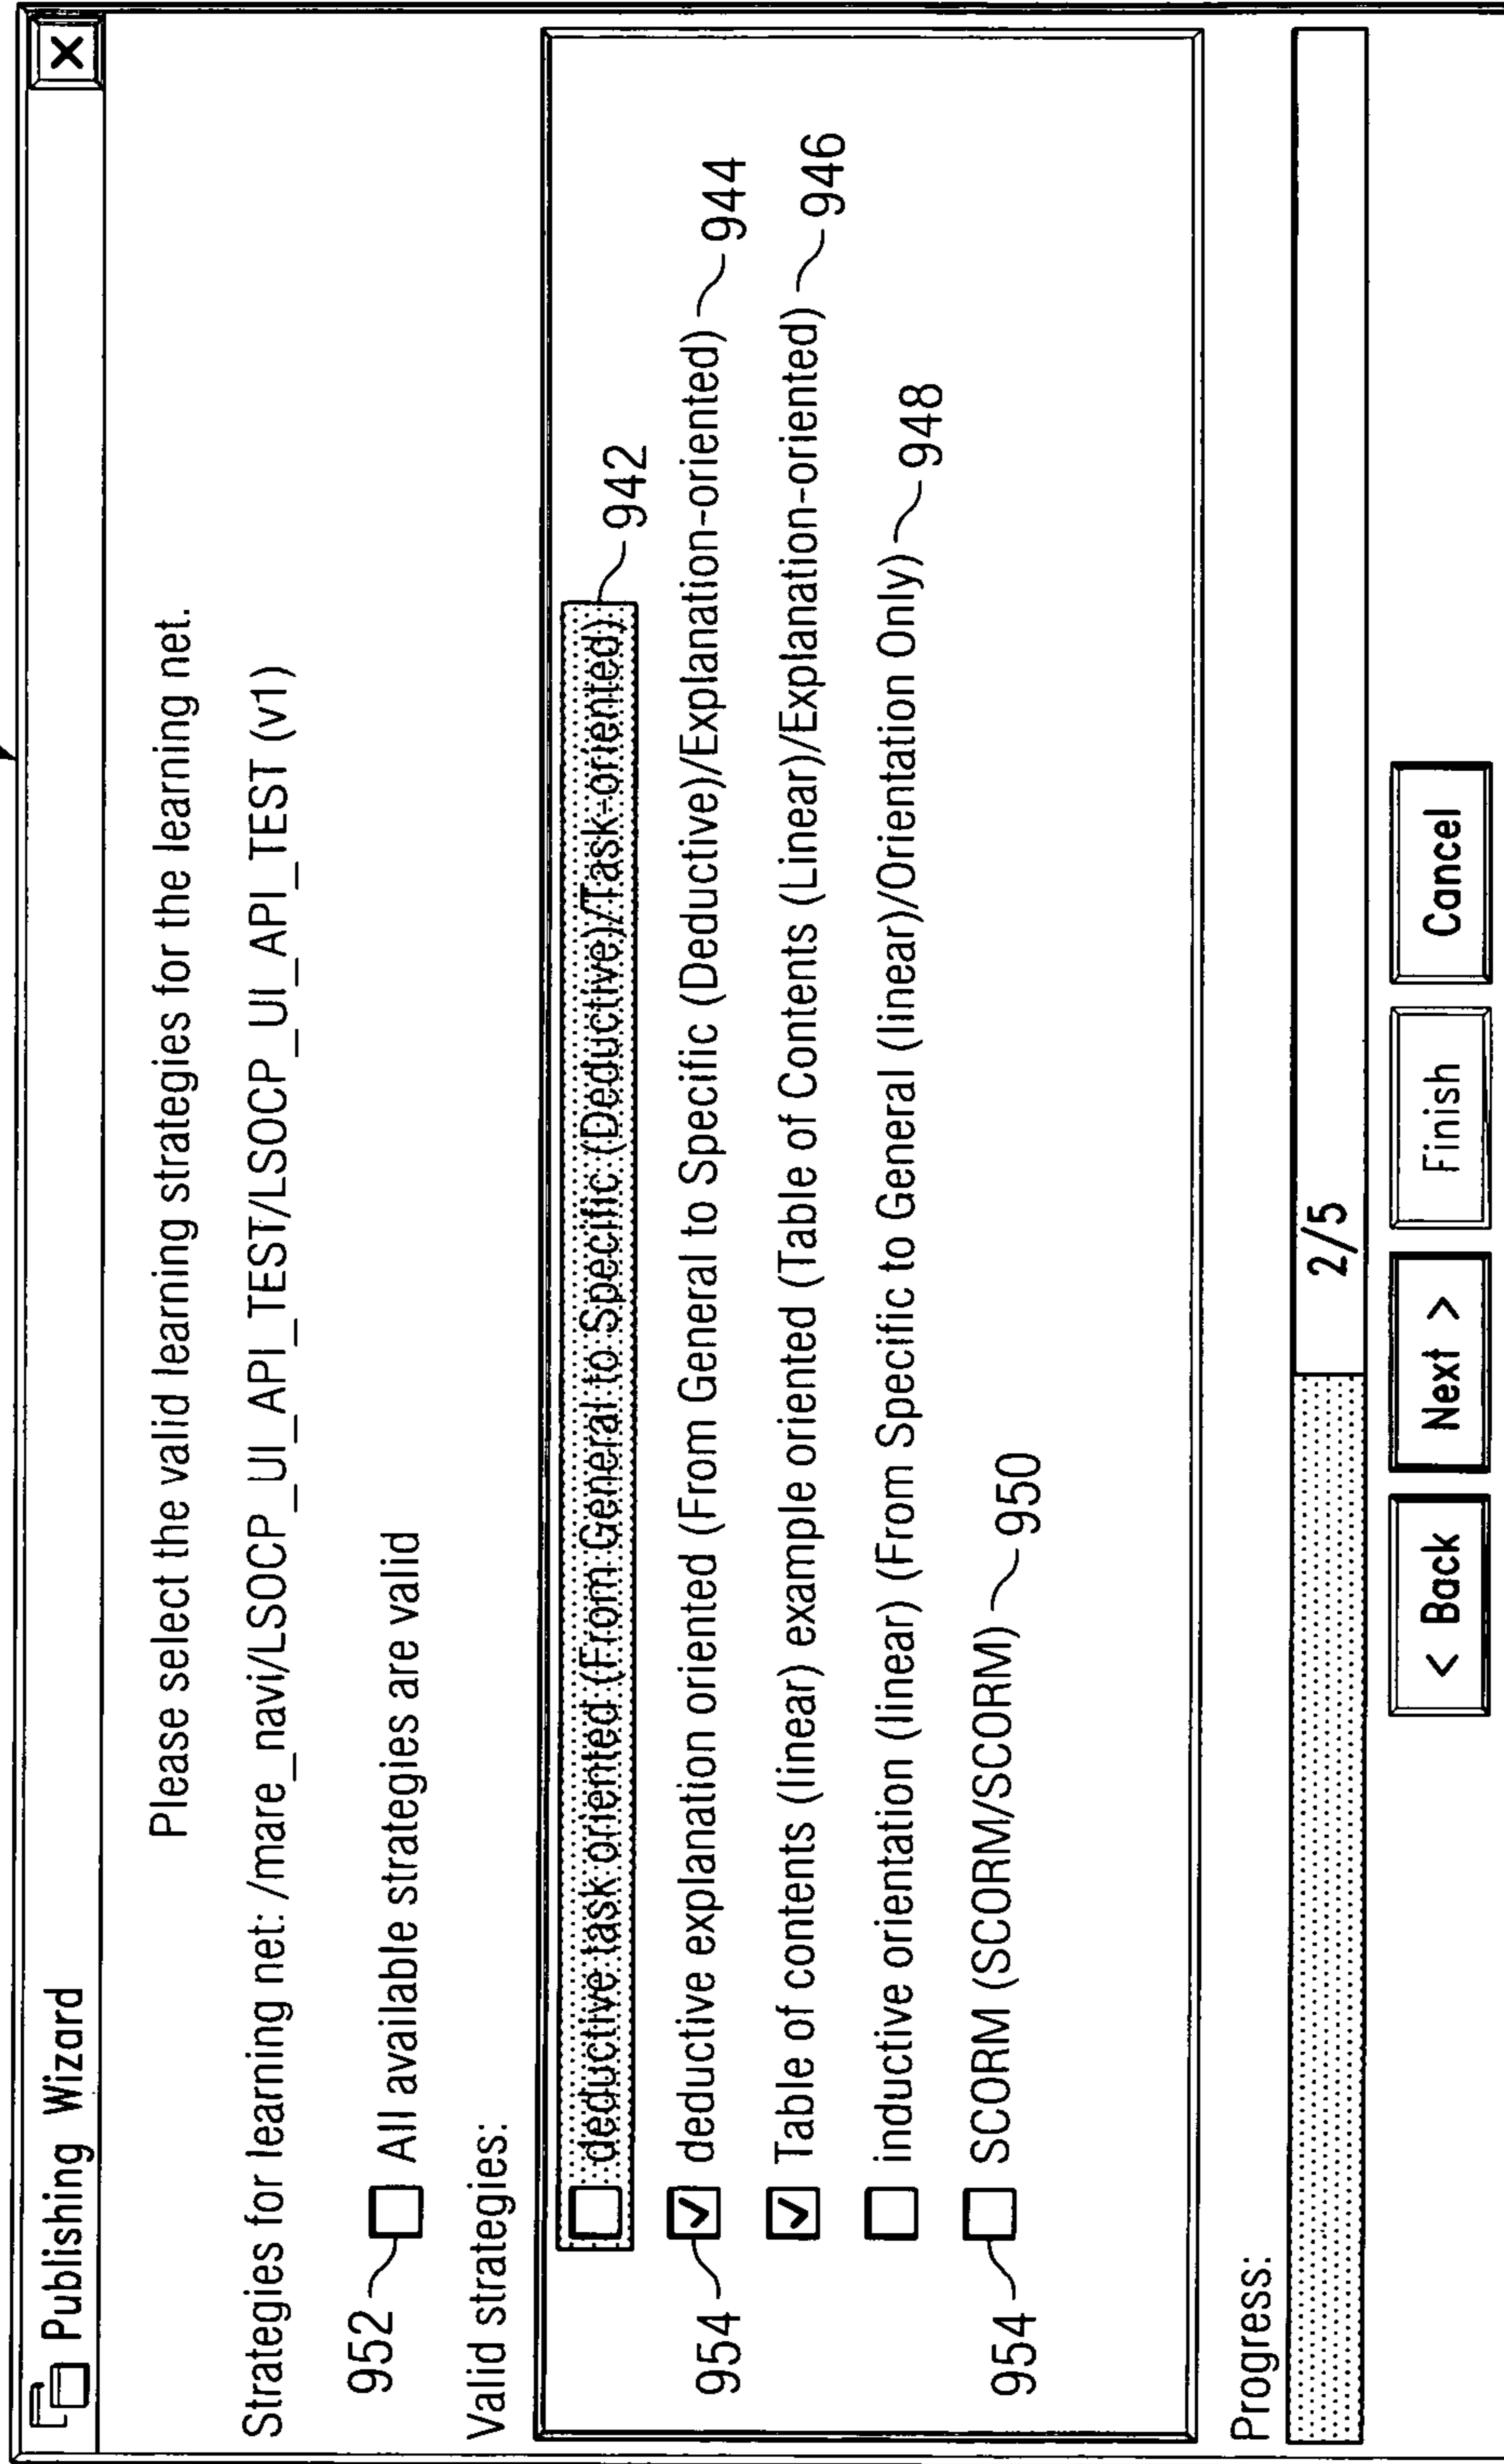 Publishing Wizard X
Please select the valid learning strategies for the learning net.
Strategies for learning net: /mare_navi/LSOCP_UI_API_TEST/LSOCP_UI_API_TEST (v1)
952 All available strategies are valid
Valid strategies:
deductive task oriented (From General to Specific (Deductive)/Task-oriented) 942
954 deductive explanation oriented (From General to Specific (Deductive)/Explanation-oriented) 944
Table of contents (linear) example oriented (Table of Contents (Linear)/Explanation-oriented) 946
inductive orientation (linear) (From Specific to General (linear)/Orientation Only) 948
954 SCORM (SCORM/SCORM) 950
Progress:
2/5
< Back Next > Finish Cancel